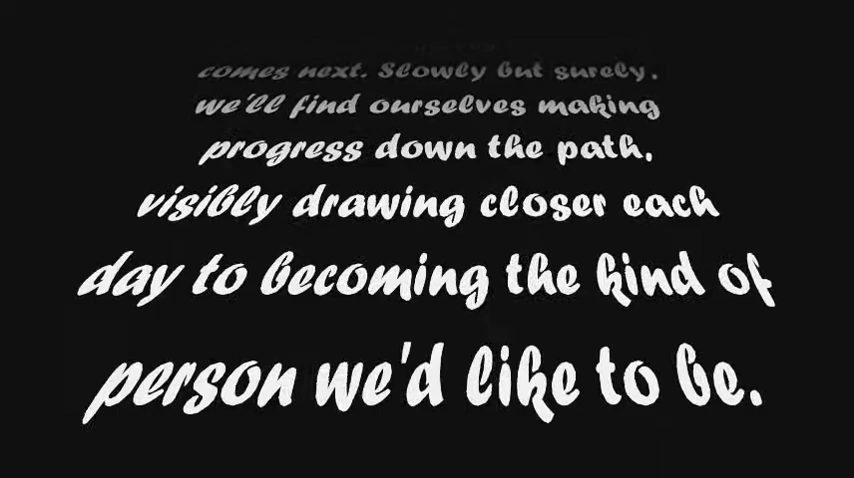 comes next. Slowly but surely,
we'll find ourselves making
progress down the path,
visibly drawing closer each
day to becoming the kind of
person we'd like to be.